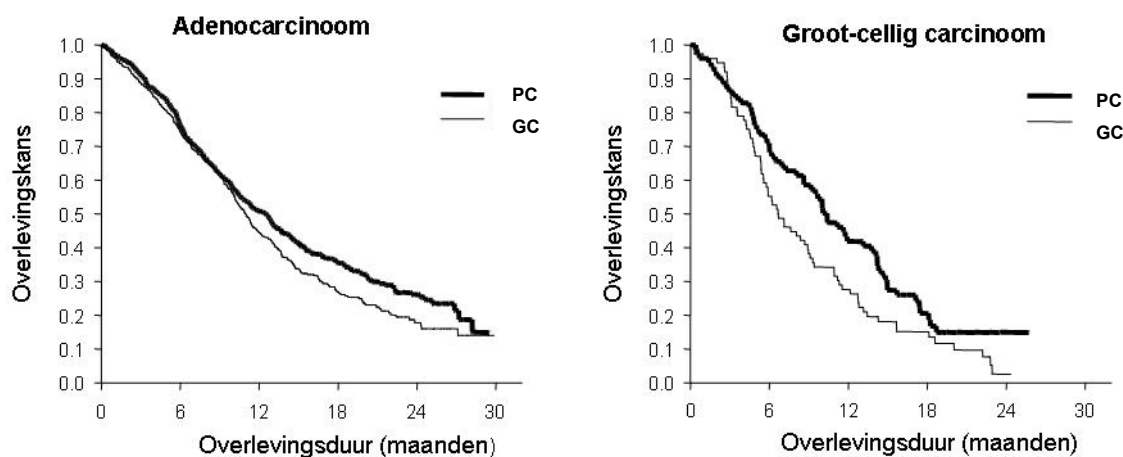 Adenocarcinoom
1.0
0.9
0.8
0.7
0.6
0.5
0.4
0.3
0.2
0.1
0.0
Overlevingskans
PC
GC
0 6 12 18 24 30
Overlevingsduur (maanden)
Groot-cellig carcinoom
1.0
0.9
0.8
0.7
0.6
0.5
0.4
0.3
0.2
0.1
0.0
Overlevingskans
PC
GC
0 6 12 18 24 30
Overlevingsduur (maanden)